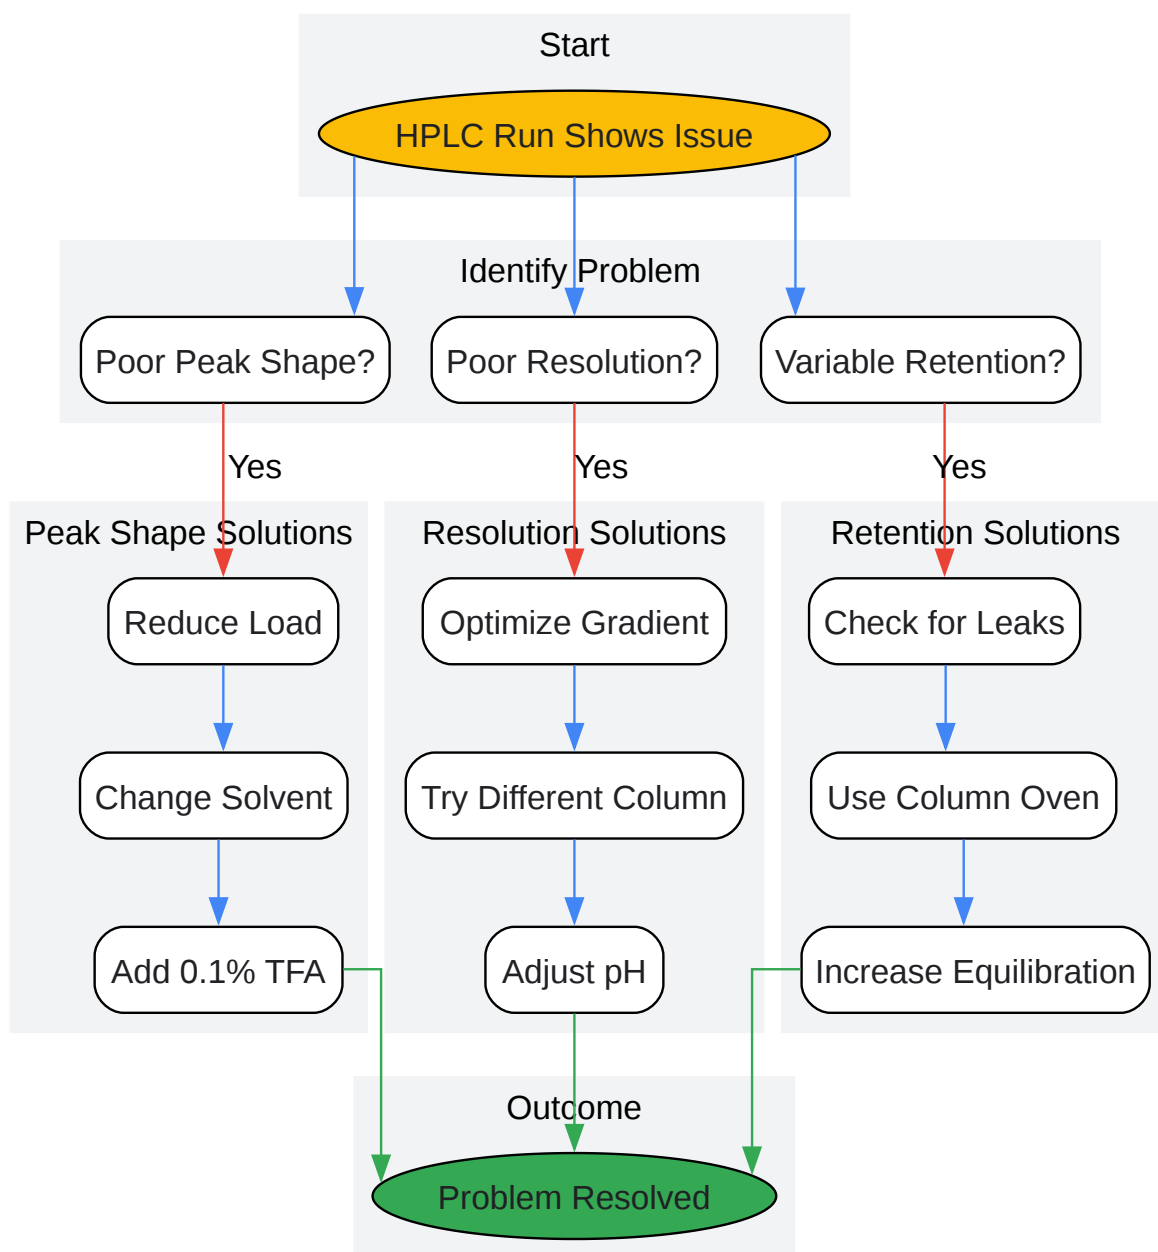 Start
HPLC Run Shows Issue
Identify Problem
Poor Peak Shape?
Poor Resolution?
Variable Retention?
Yes
Yes
Yes
Peak Shape Solutions
Resolution Solutions
Retention Solutions
Reduce Load
Optimize Gradient
Check for Leaks
Change Solvent
Try Different Column
Use Column Oven
Add 0.1% TFA
Adjust pH
Increase Equilibration
Outcome
Problem Resolved